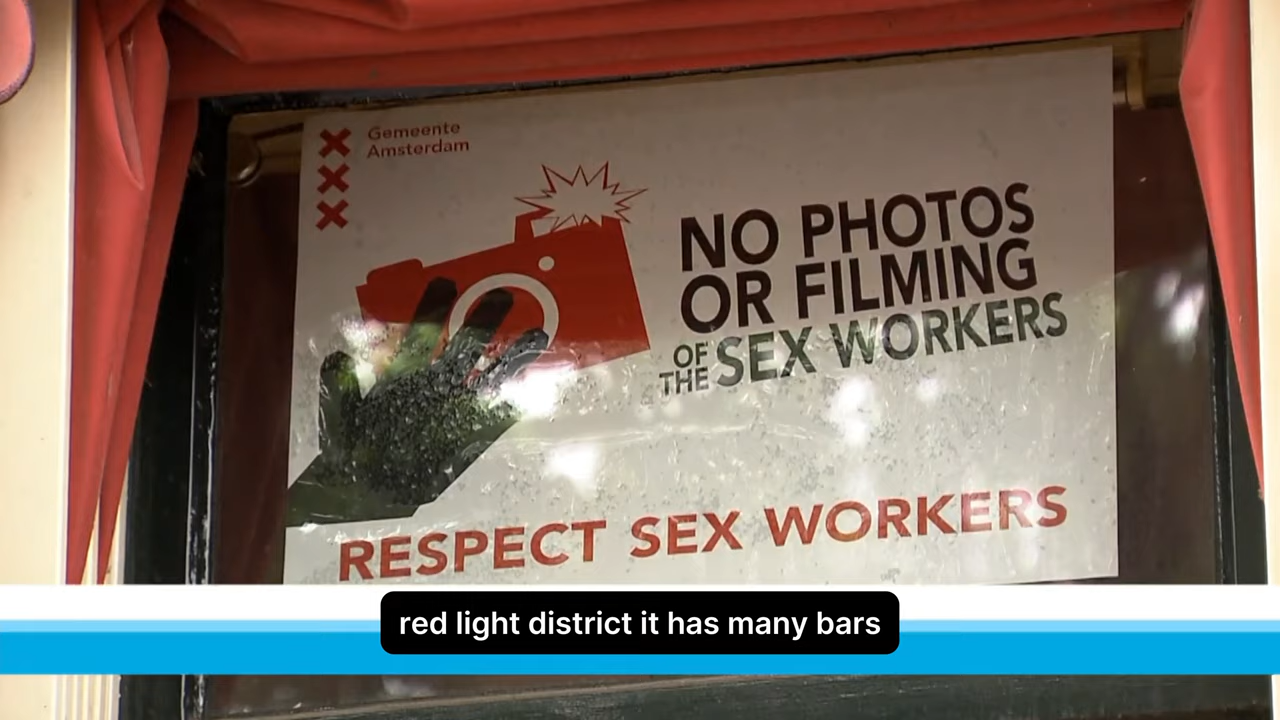 Gemeente
Amsterdam
NO PHOTOS
OR FILMING
OF THE SEX WORKERS
RESPECT SEX WORKERS
red light district it has many bars